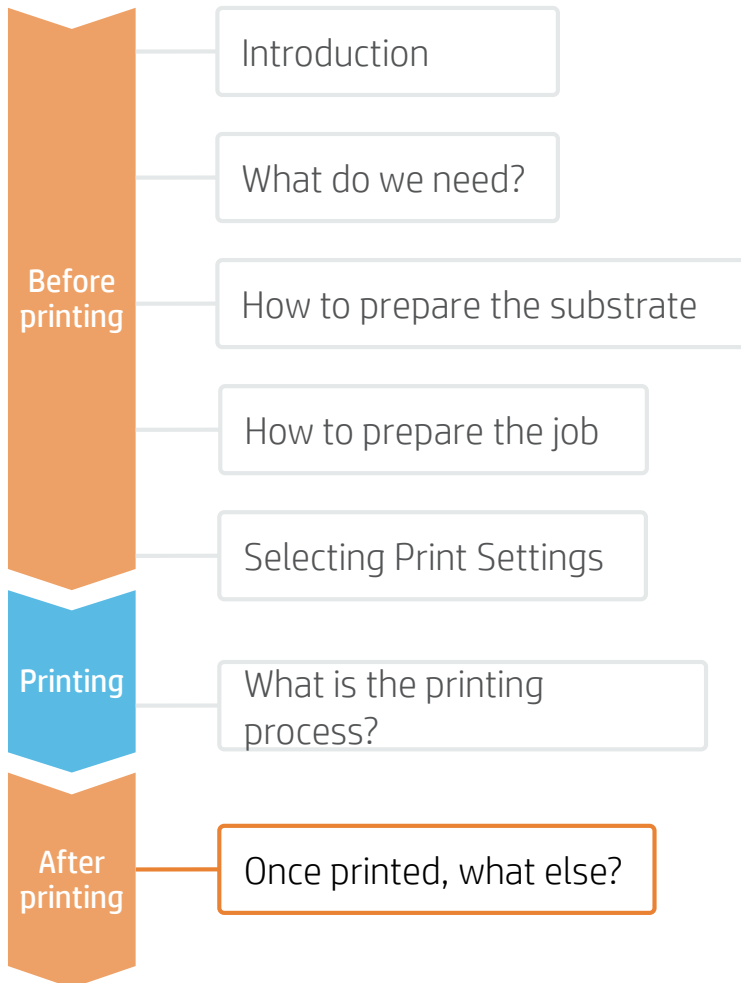 Introduction
What do we need?
Before
printing
How to prepare the substrate
How to prepare the job
Selecting Print Settings
Printing
What is the printing
process?
After
printing
Once printed, what else?